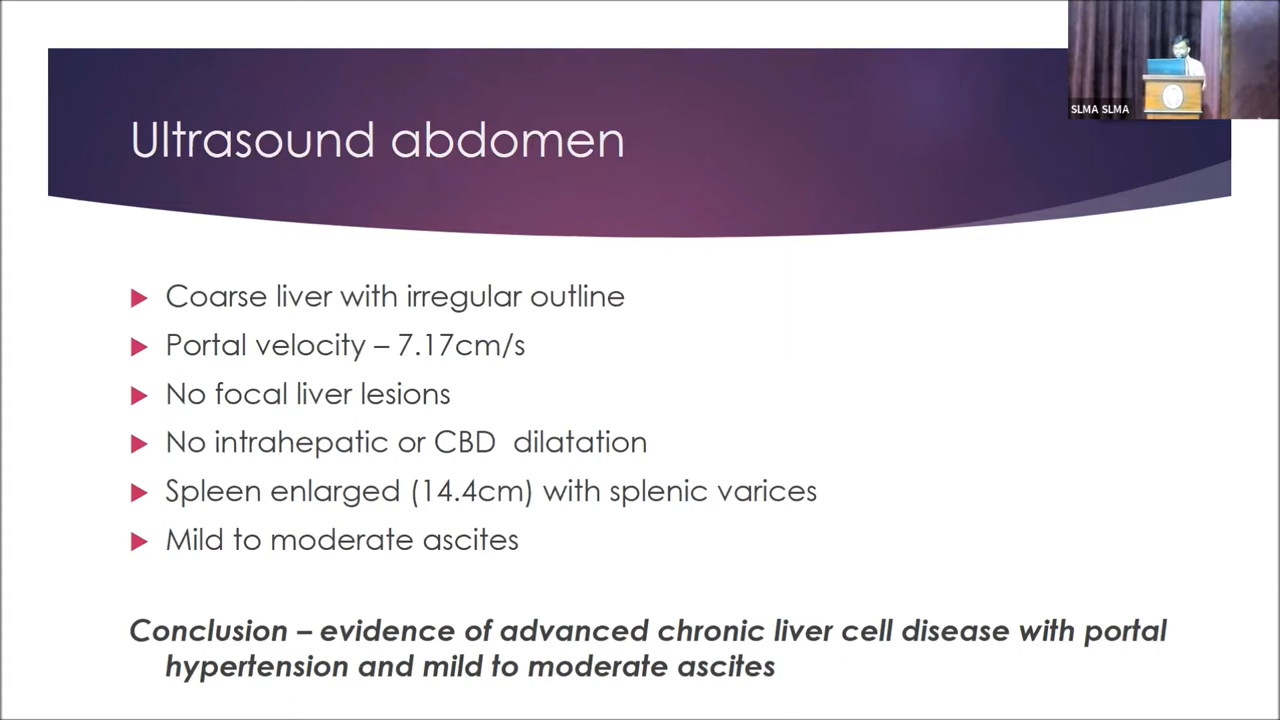 SLMA SLMA
Ultrasound abdomen
Coarse liver with irregular outline
Portal velocity – 7.17cm/s
No focal liver lesions
No intrahepatic or CBD dilatation
Spleen enlarged (14.4cm) with splenic varices
Mild to moderate ascites
Conclusion – evidence of advanced chronic liver cell disease with portal
hypertension and mild to moderate ascites